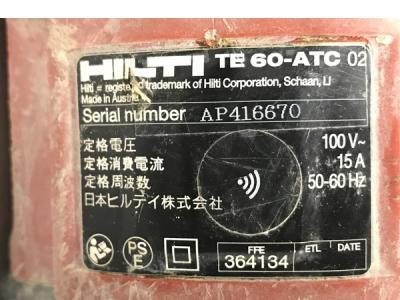 HILTI TE 60-ATC 02
Hilti = registered trademark of Hilti Corporation, Schaan, LI
Made in Austria
Serial number AP416670
定格電圧 100 V~
定格消費電流 15 A
定格周波数 50-60 Hz
日本ヒルテイ株式会社
PS
E
FFE ETL DATE
364134